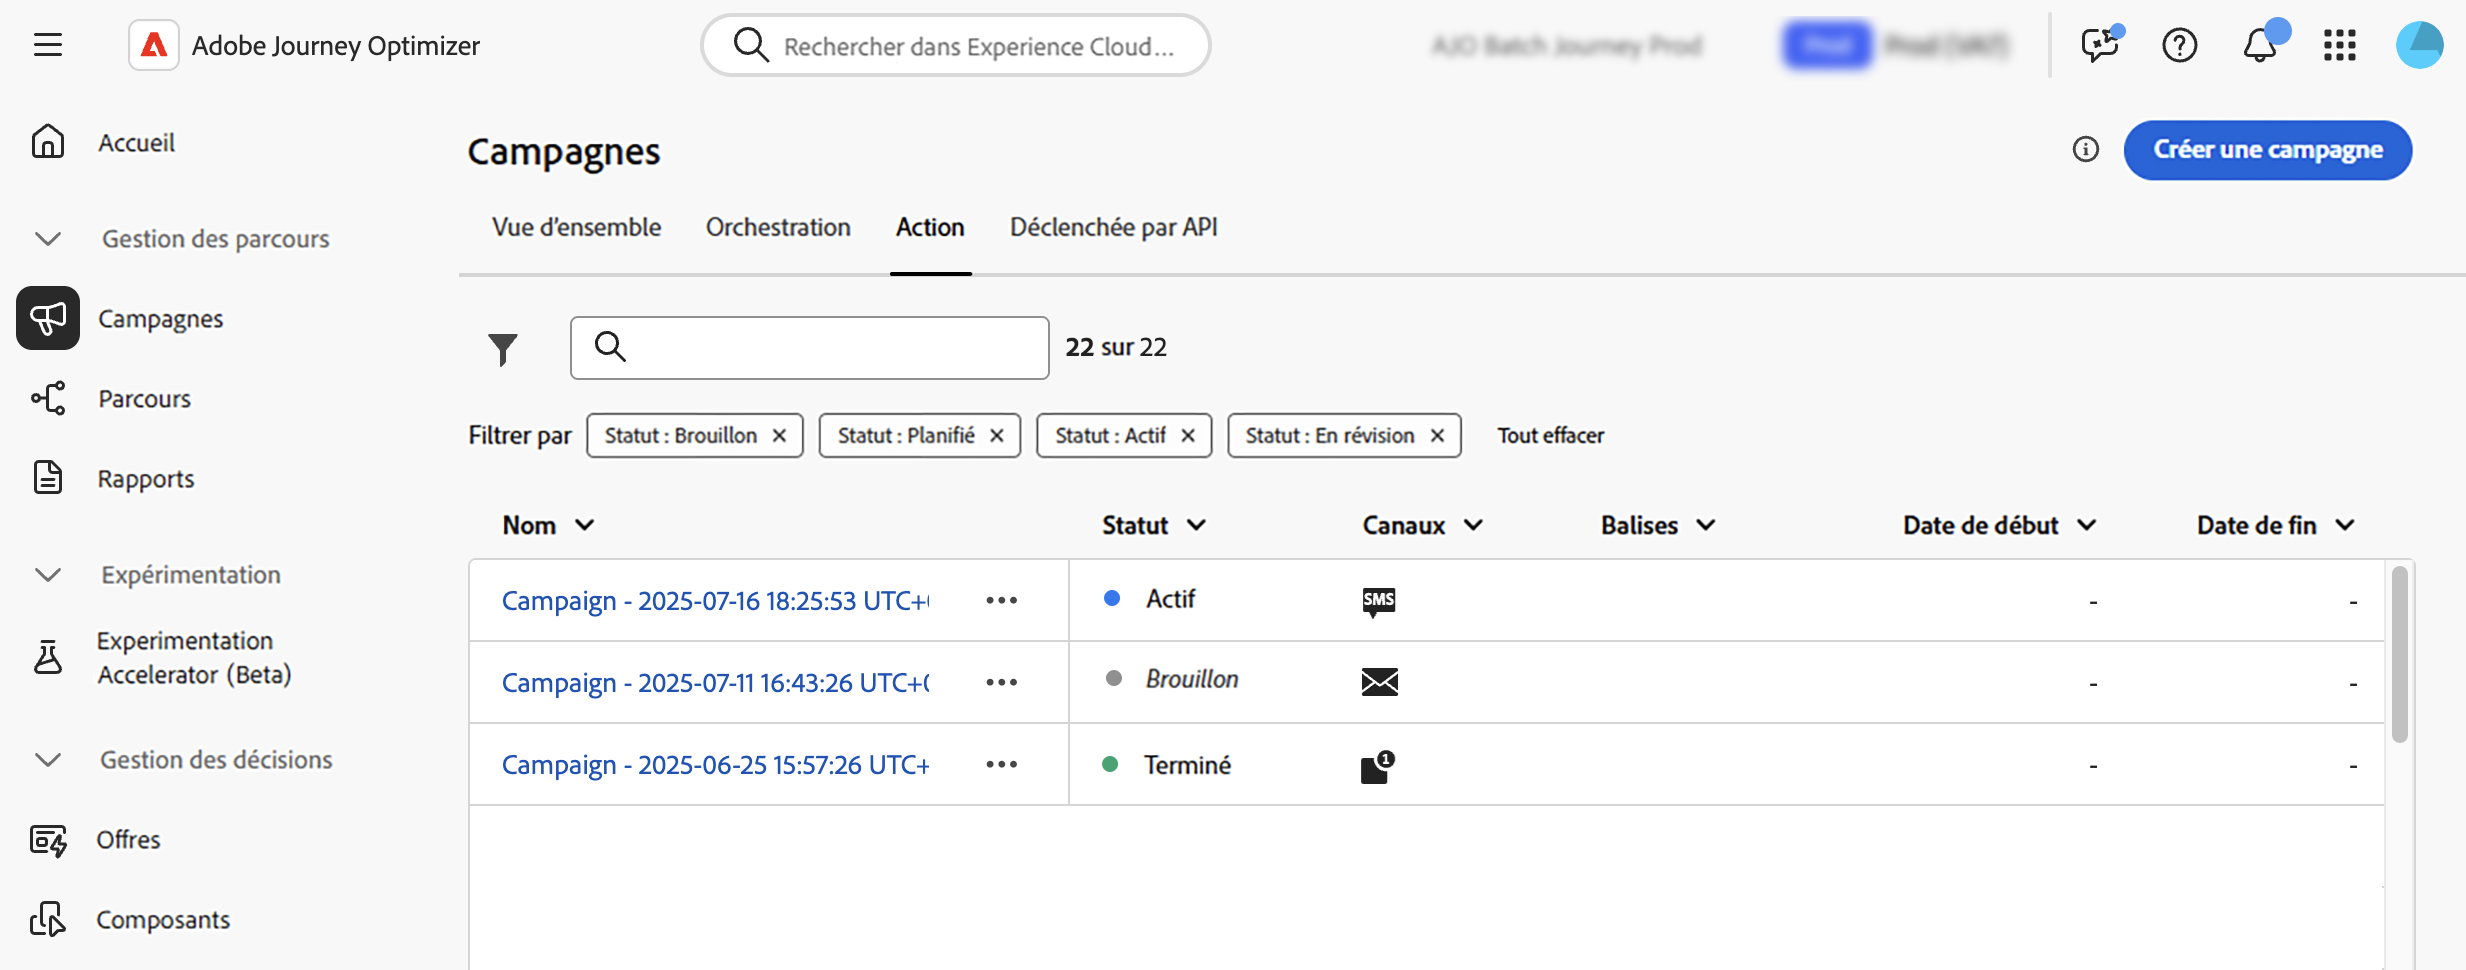 Adobe Journey Optimizer
Rechercher dans Experience Cloud...
Accueil
Gestion des parcours
Campagnes
Parcours
Rapports
Expérimentation
Experimentation
Accelerator (Beta)
Gestion des décisions
Offres
Composants
Campagnes
Créer une campagne
Vue d'ensemble Orchestration Action Déclenchée par API
22 sur 22
Filtrer par Statut : Brouillon Statut : Planifié Statut : Actif Statut : En révision Tout effacer
Nom Statut Canaux Balises Date de début Date de fin
Campaign - 2025-07-16 18:25:53 UTC+ ... Actif SMS - -
Campaign - 2025-07-11 16:43:26 UTC+ ... Brouillon - -
Campaign - 2025-06-25 15:57:26 UTC+ ... Terminé 1 - -